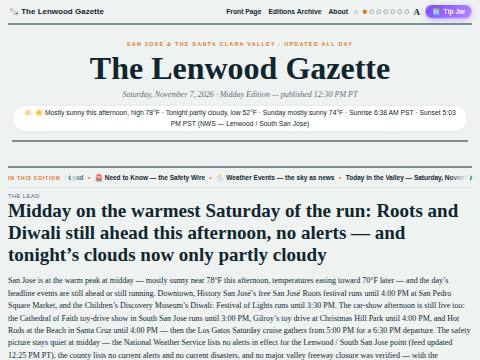 The Lenwood Gazette
Front Page Editions Archive About A A Tip Jar
SAN JOSE & THE SANTA CLARA VALLEY · UPDATED ALL DAY
The Lenwood Gazette
Saturday, November 7, 2026 · Midday Edition — published 12:30 PM PT
Mostly sunny this afternoon, high 78°F · Tonight partly cloudy, low 52°F · Sunday mostly sunny 74°F · Sunrise 6:38 AM PST · Sunset 5:03
PM PST (NWS — Lenwood / South San Jose)
IN THIS EDITION ‹ Lead • Need to Know — the Safety Wire • Weather Events — the sky as news • Today in the Valley — Saturday, Novem ›
THE LEAD
Midday on the warmest Saturday of the run: Roots and
Diwali still ahead this afternoon, no alerts — and
tonight’s clouds now only partly cloudy
San Jose is at the warm peak at midday — mostly sunny near 78°F this afternoon, temperatures easing toward 70°F later — and the day’s
headline events are still ahead or still running. Downtown, History San José’s free San José Roots festival runs until 4:00 PM at San Pedro
Square Market, and the Children’s Discovery Museum’s Diwali: Festival of Lights runs until 3:30 PM. The car-show afternoon is still live too:
the Cathedral of Faith toy-drive show in South San Jose runs until 3:00 PM, Gilroy’s toy drive at Christmas Hill Park until 4:00 PM, and Hot
Rods at the Beach in Santa Cruz until 4:00 PM — then the Los Gatos Saturday cruise gathers from 5:00 PM for a 6:30 PM departure. The safety
picture stays quiet at midday — the National Weather Service lists no alerts in effect for the Lenwood / South San Jose point (feed updated
12:25 PM PT), the county lists no current alerts and no current disasters, and no major valley freeway closure was verified — with the